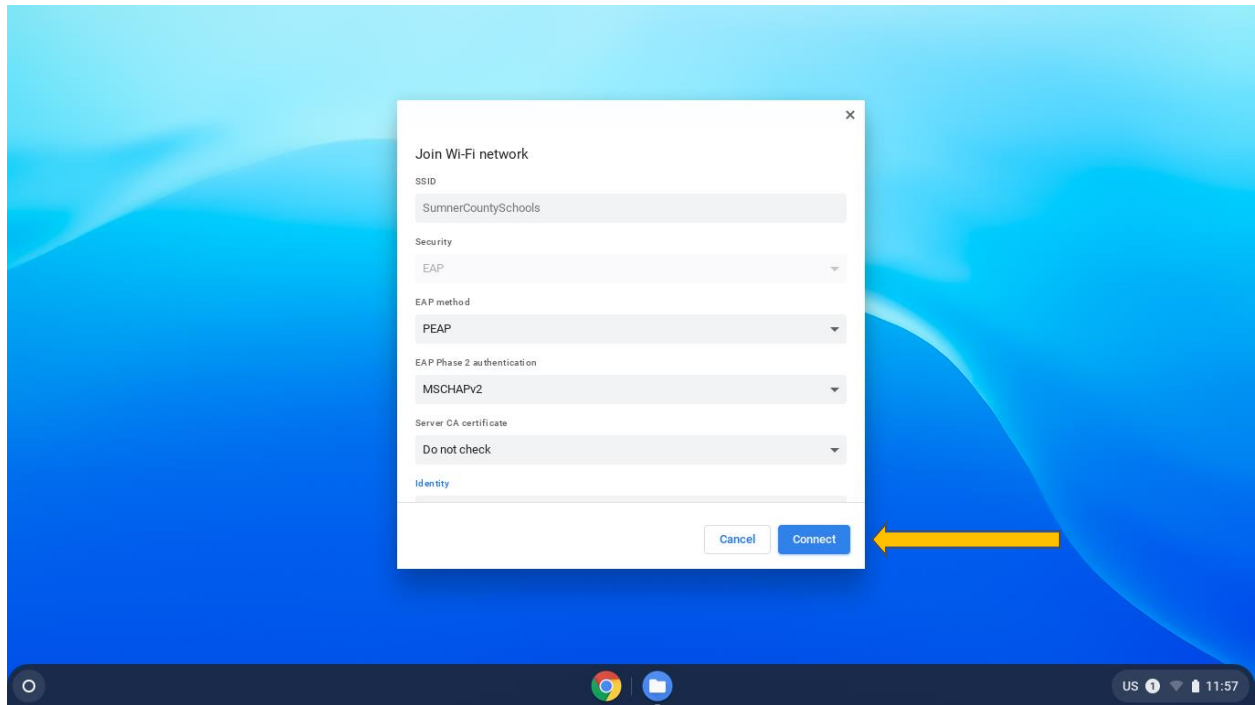 Join Wi-Fi network
SSID
SumnerCountySchools
Security
EAP
EAP method
PEAP
EAP Phase 2 authentication
MSCHAPv2
Server CA certificate
Do not check
Identity
Cancel Connect
US 1 11:57